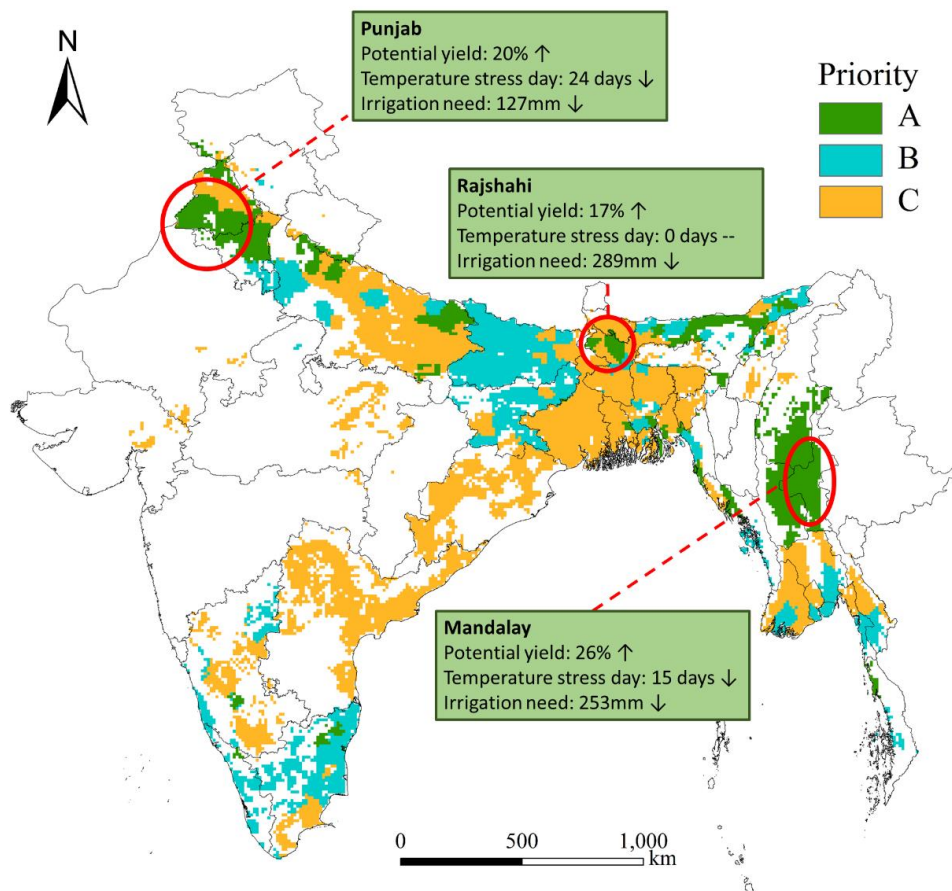 N
Punjab
Potential yield: 20% ↑
Temperature stress day: 24 days ↓
Irrigation need: 127mm ↓
Priority
A
B
C
Rajshahi
Potential yield: 17% ↑
Temperature stress day: 0 days --
Irrigation need: 289mm ↓
Mandalay
Potential yield: 26% ↑
Temperature stress day: 15 days ↓
Irrigation need: 253mm ↓
0 500 1,000
km